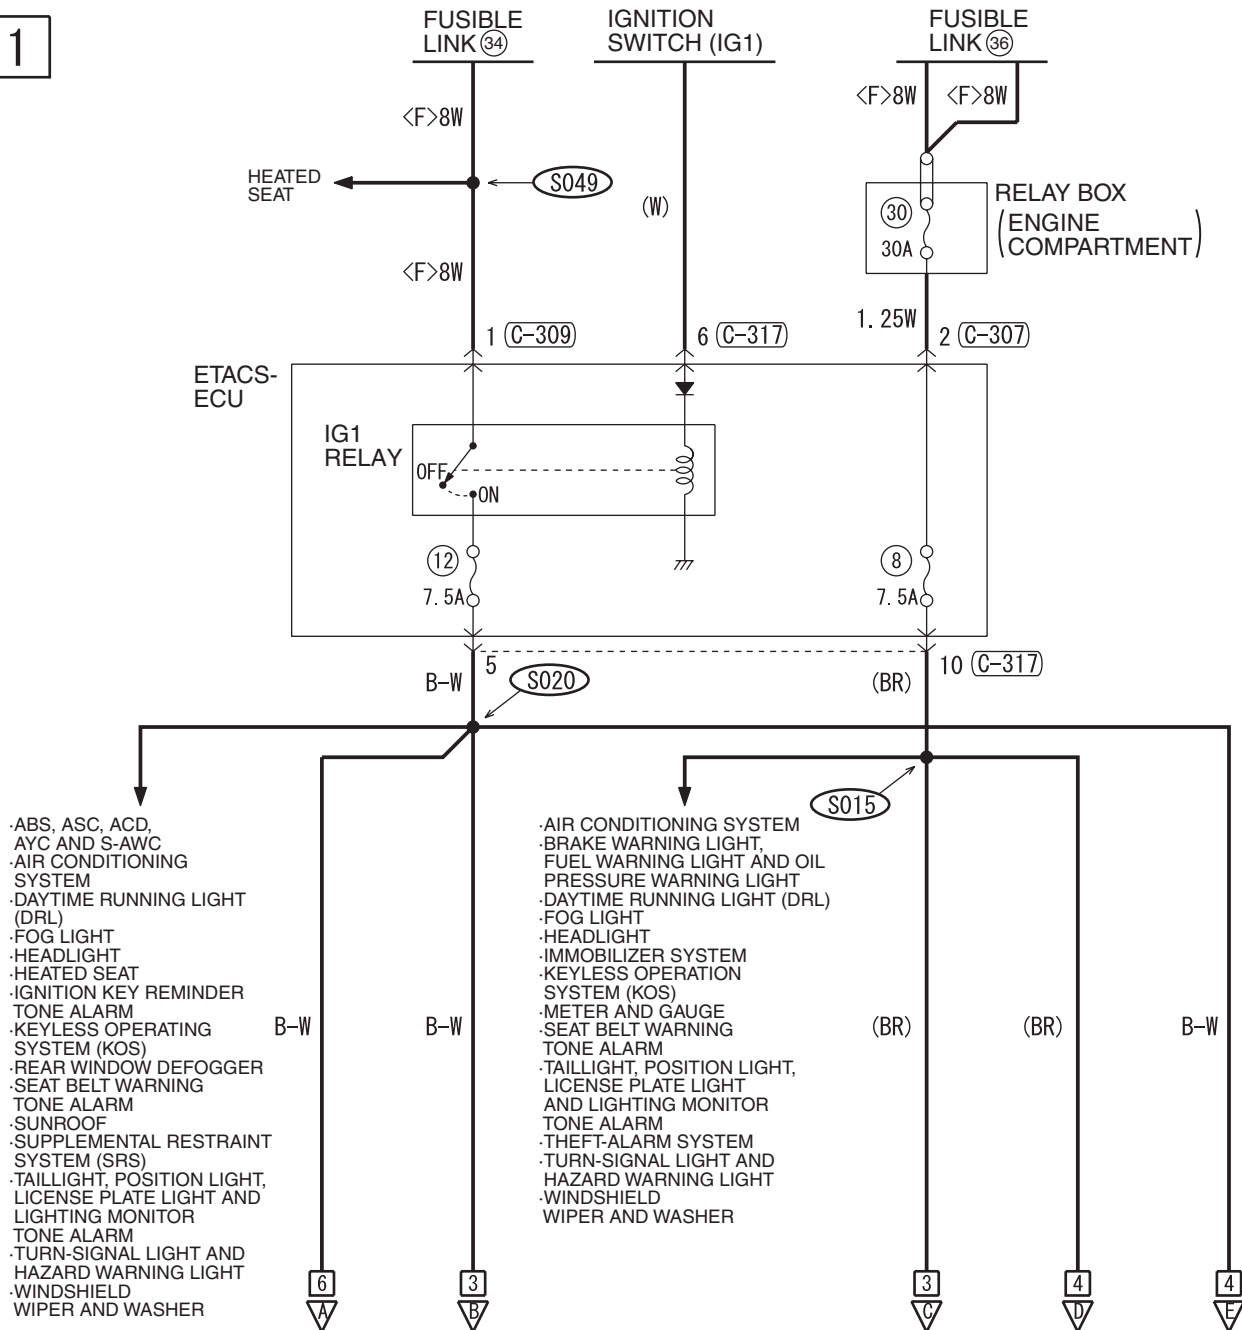 1
FUSIBLE
LINK 34
IGNITION
SWITCH (IG1)
FUSIBLE
LINK 36
<F>8W
<F>8W
<F>8W
HEATED
SEAT
S049
(W)
30
30A
RELAY BOX
(ENGINE
COMPARTMENT)
<F>8W
1. 25W
1 (C-309)
6 (C-317)
2 (C-307)
ETACS-
ECU
IG1
RELAY
OFF
ON
12
7. 5A
8
7. 5A
5
10 (C-317)
B-W
S020
(BR)
S015
·ABS, ASC, ACD,
AYC AND S-AWC
·AIR CONDITIONING
SYSTEM
·DAYTIME RUNNING LIGHT
(DRL)
·FOG LIGHT
·HEADLIGHT
·HEATED SEAT
·IGNITION KEY REMINDER
TONE ALARM
·KEYLESS OPERATING
SYSTEM (KOS)
·REAR WINDOW DEFOGGER
·SEAT BELT WARNING
TONE ALARM
·SUNROOF
·SUPPLEMENTAL RESTRAINT
SYSTEM (SRS)
·TAILLIGHT, POSITION LIGHT,
LICENSE PLATE LIGHT AND
LIGHTING MONITOR
TONE ALARM
·TURN-SIGNAL LIGHT AND
HAZARD WARNING LIGHT
·WINDSHIELD
WIPER AND WASHER
·AIR CONDITIONING SYSTEM
·BRAKE WARNING LIGHT,
FUEL WARNING LIGHT AND OIL
PRESSURE WARNING LIGHT
·DAYTIME RUNNING LIGHT (DRL)
·FOG LIGHT
·HEADLIGHT
·IMMOBILIZER SYSTEM
·KEYLESS OPERATION
SYSTEM (KOS)
·METER AND GAUGE
·SEAT BELT WARNING
TONE ALARM
·TAILLIGHT, POSITION LIGHT,
LICENSE PLATE LIGHT
AND LIGHTING MONITOR
TONE ALARM
·THEFT-ALARM SYSTEM
·TURN-SIGNAL LIGHT AND
HAZARD WARNING LIGHT
·WINDSHIELD
WIPER AND WASHER
B-W
B-W
(BR)
(BR)
B-W
6
A
3
B
3
C
4
D
4
E